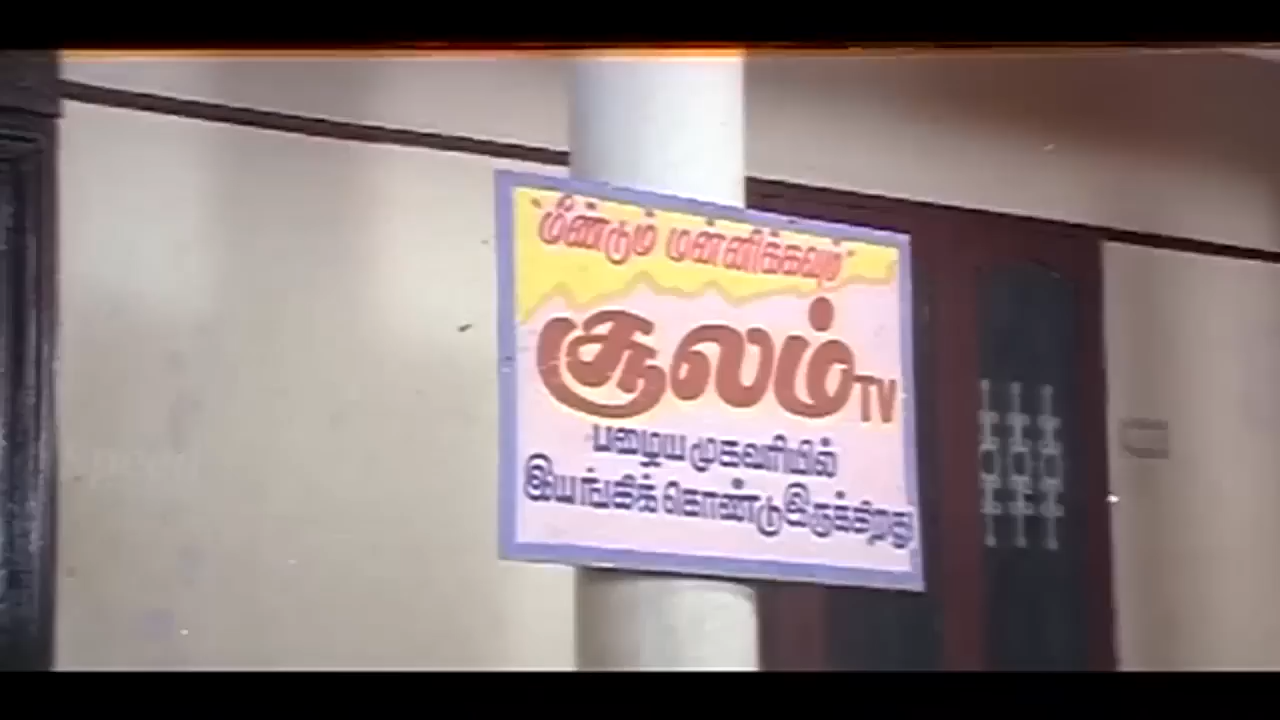 "மீண்டும் மன்னிக்கவும்"
சூலம் TV
பழைய முகவரியில்
இயங்கிக் கொண்டு இருக்கிறது